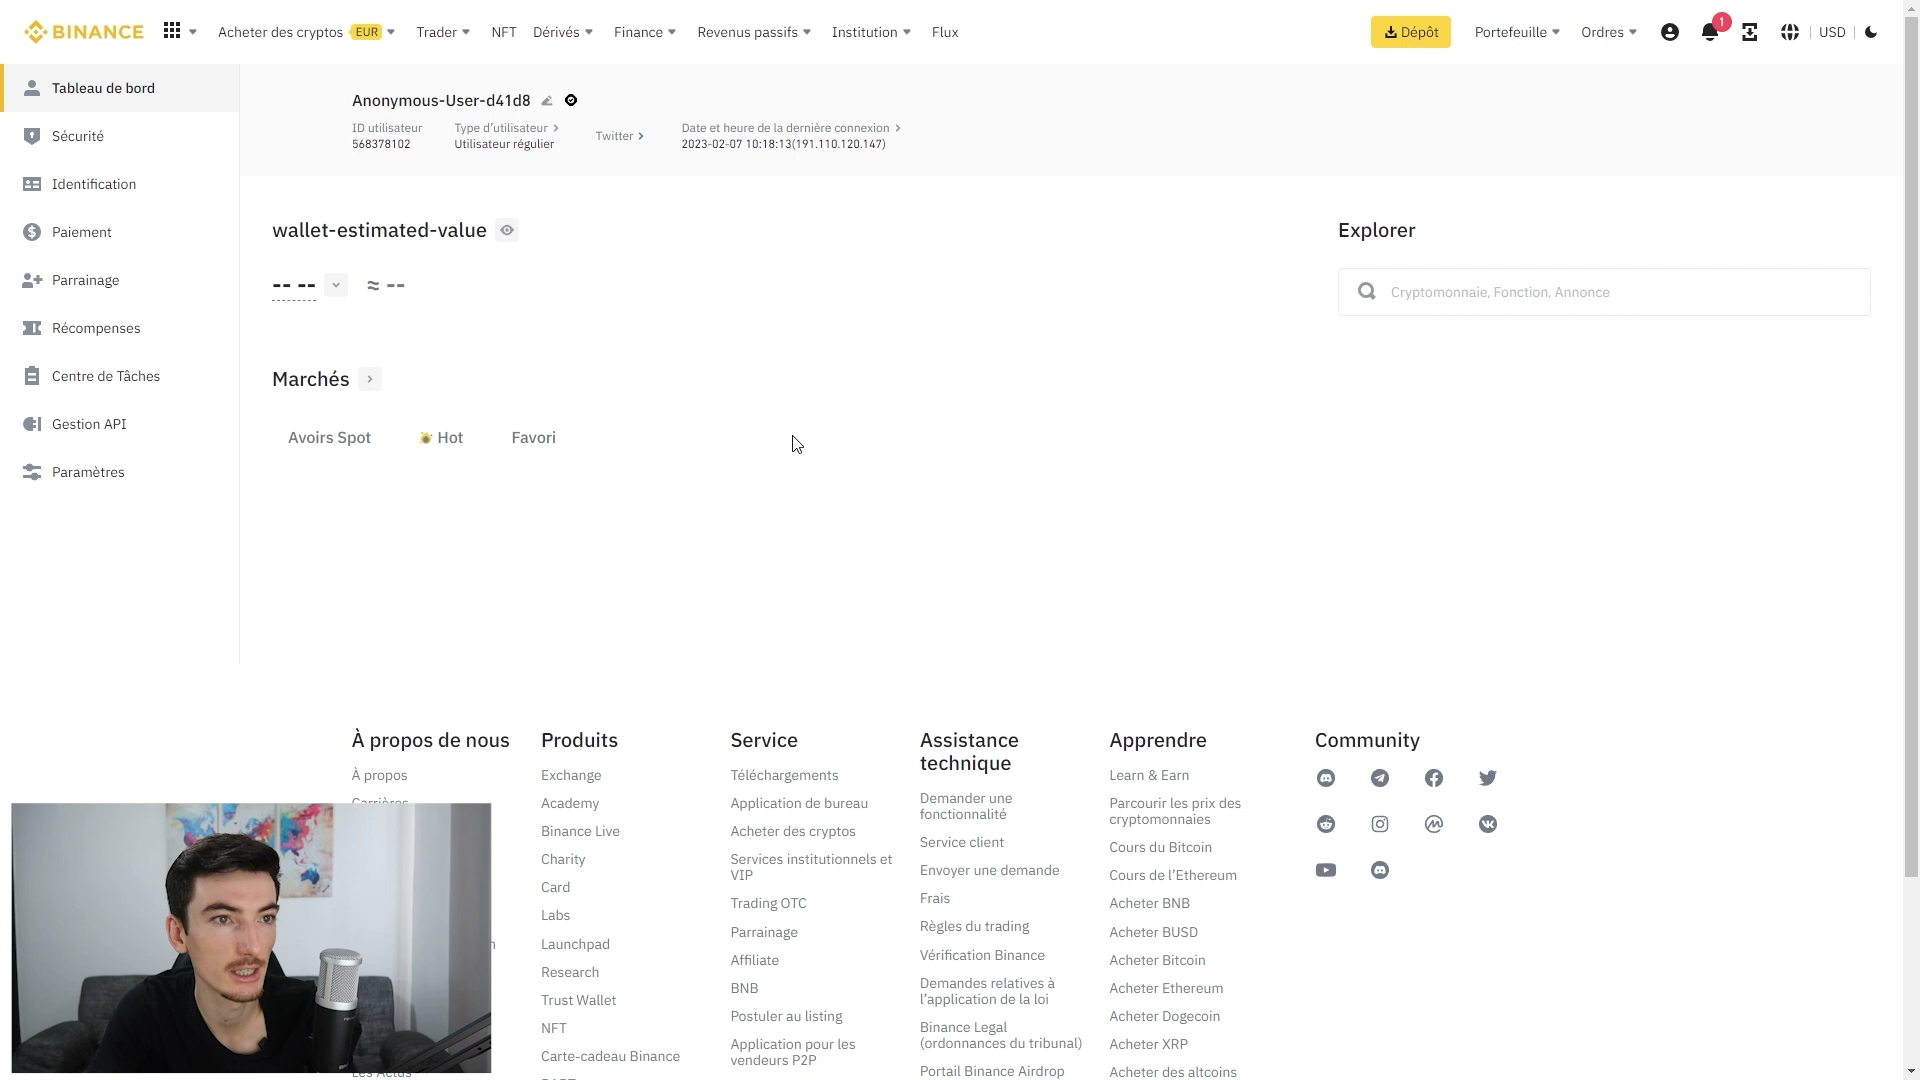 BINANCE
Acheter des cryptos EUR
Trader
NFT
Dérivés
Finance
Revenus passifs
Institution
Flux
Dépôt
Portefeuille
Ordres
1
USD
Tableau de bord
Sécurité
Identification
Paiement
Parrainage
Récompenses
Centre de Tâches
Gestion API
Paramètres
Anonymous-User-d41d8
ID utilisateur
568378102
Type d'utilisateur
Utilisateur régulier
Twitter
Date et heure de la dernière connexion
2023-02-07 10:18:13(191.110.120.147)
wallet-estimated-value
-- --
≈ --
Marchés
Avoirs Spot
Hot
Favori
Explorer
Cryptomonnaie, Fonction, Annonce
À propos de nous
À propos
Carrières
Les Actus
Produits
Exchange
Academy
Binance Live
Charity
Card
Labs
Launchpad
Research
Trust Wallet
NFT
Carte-cadeau Binance
Service
Téléchargements
Application de bureau
Acheter des cryptos
Services institutionnels et
VIP
Trading OTC
Parrainage
Affiliate
BNB
Postuler au listing
Application pour les
vendeurs P2P
Assistance
technique
Demander une
fonctionnalité
Service client
Envoyer une demande
Frais
Règles du trading
Vérification Binance
Demandes relatives à
l'application de la loi
Binance Legal
(ordonnances du tribunal)
Portail Binance Airdrop
Apprendre
Learn & Earn
Parcourir les prix des
cryptomonnaies
Cours du Bitcoin
Cours de l'Ethereum
Acheter BNB
Acheter BUSD
Acheter Bitcoin
Acheter Ethereum
Acheter Dogecoin
Acheter XRP
Acheter des altcoins
Community